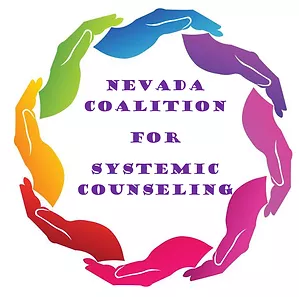 NEVADA
COALITION
FOR
SYSTEMIC
COUNSELING